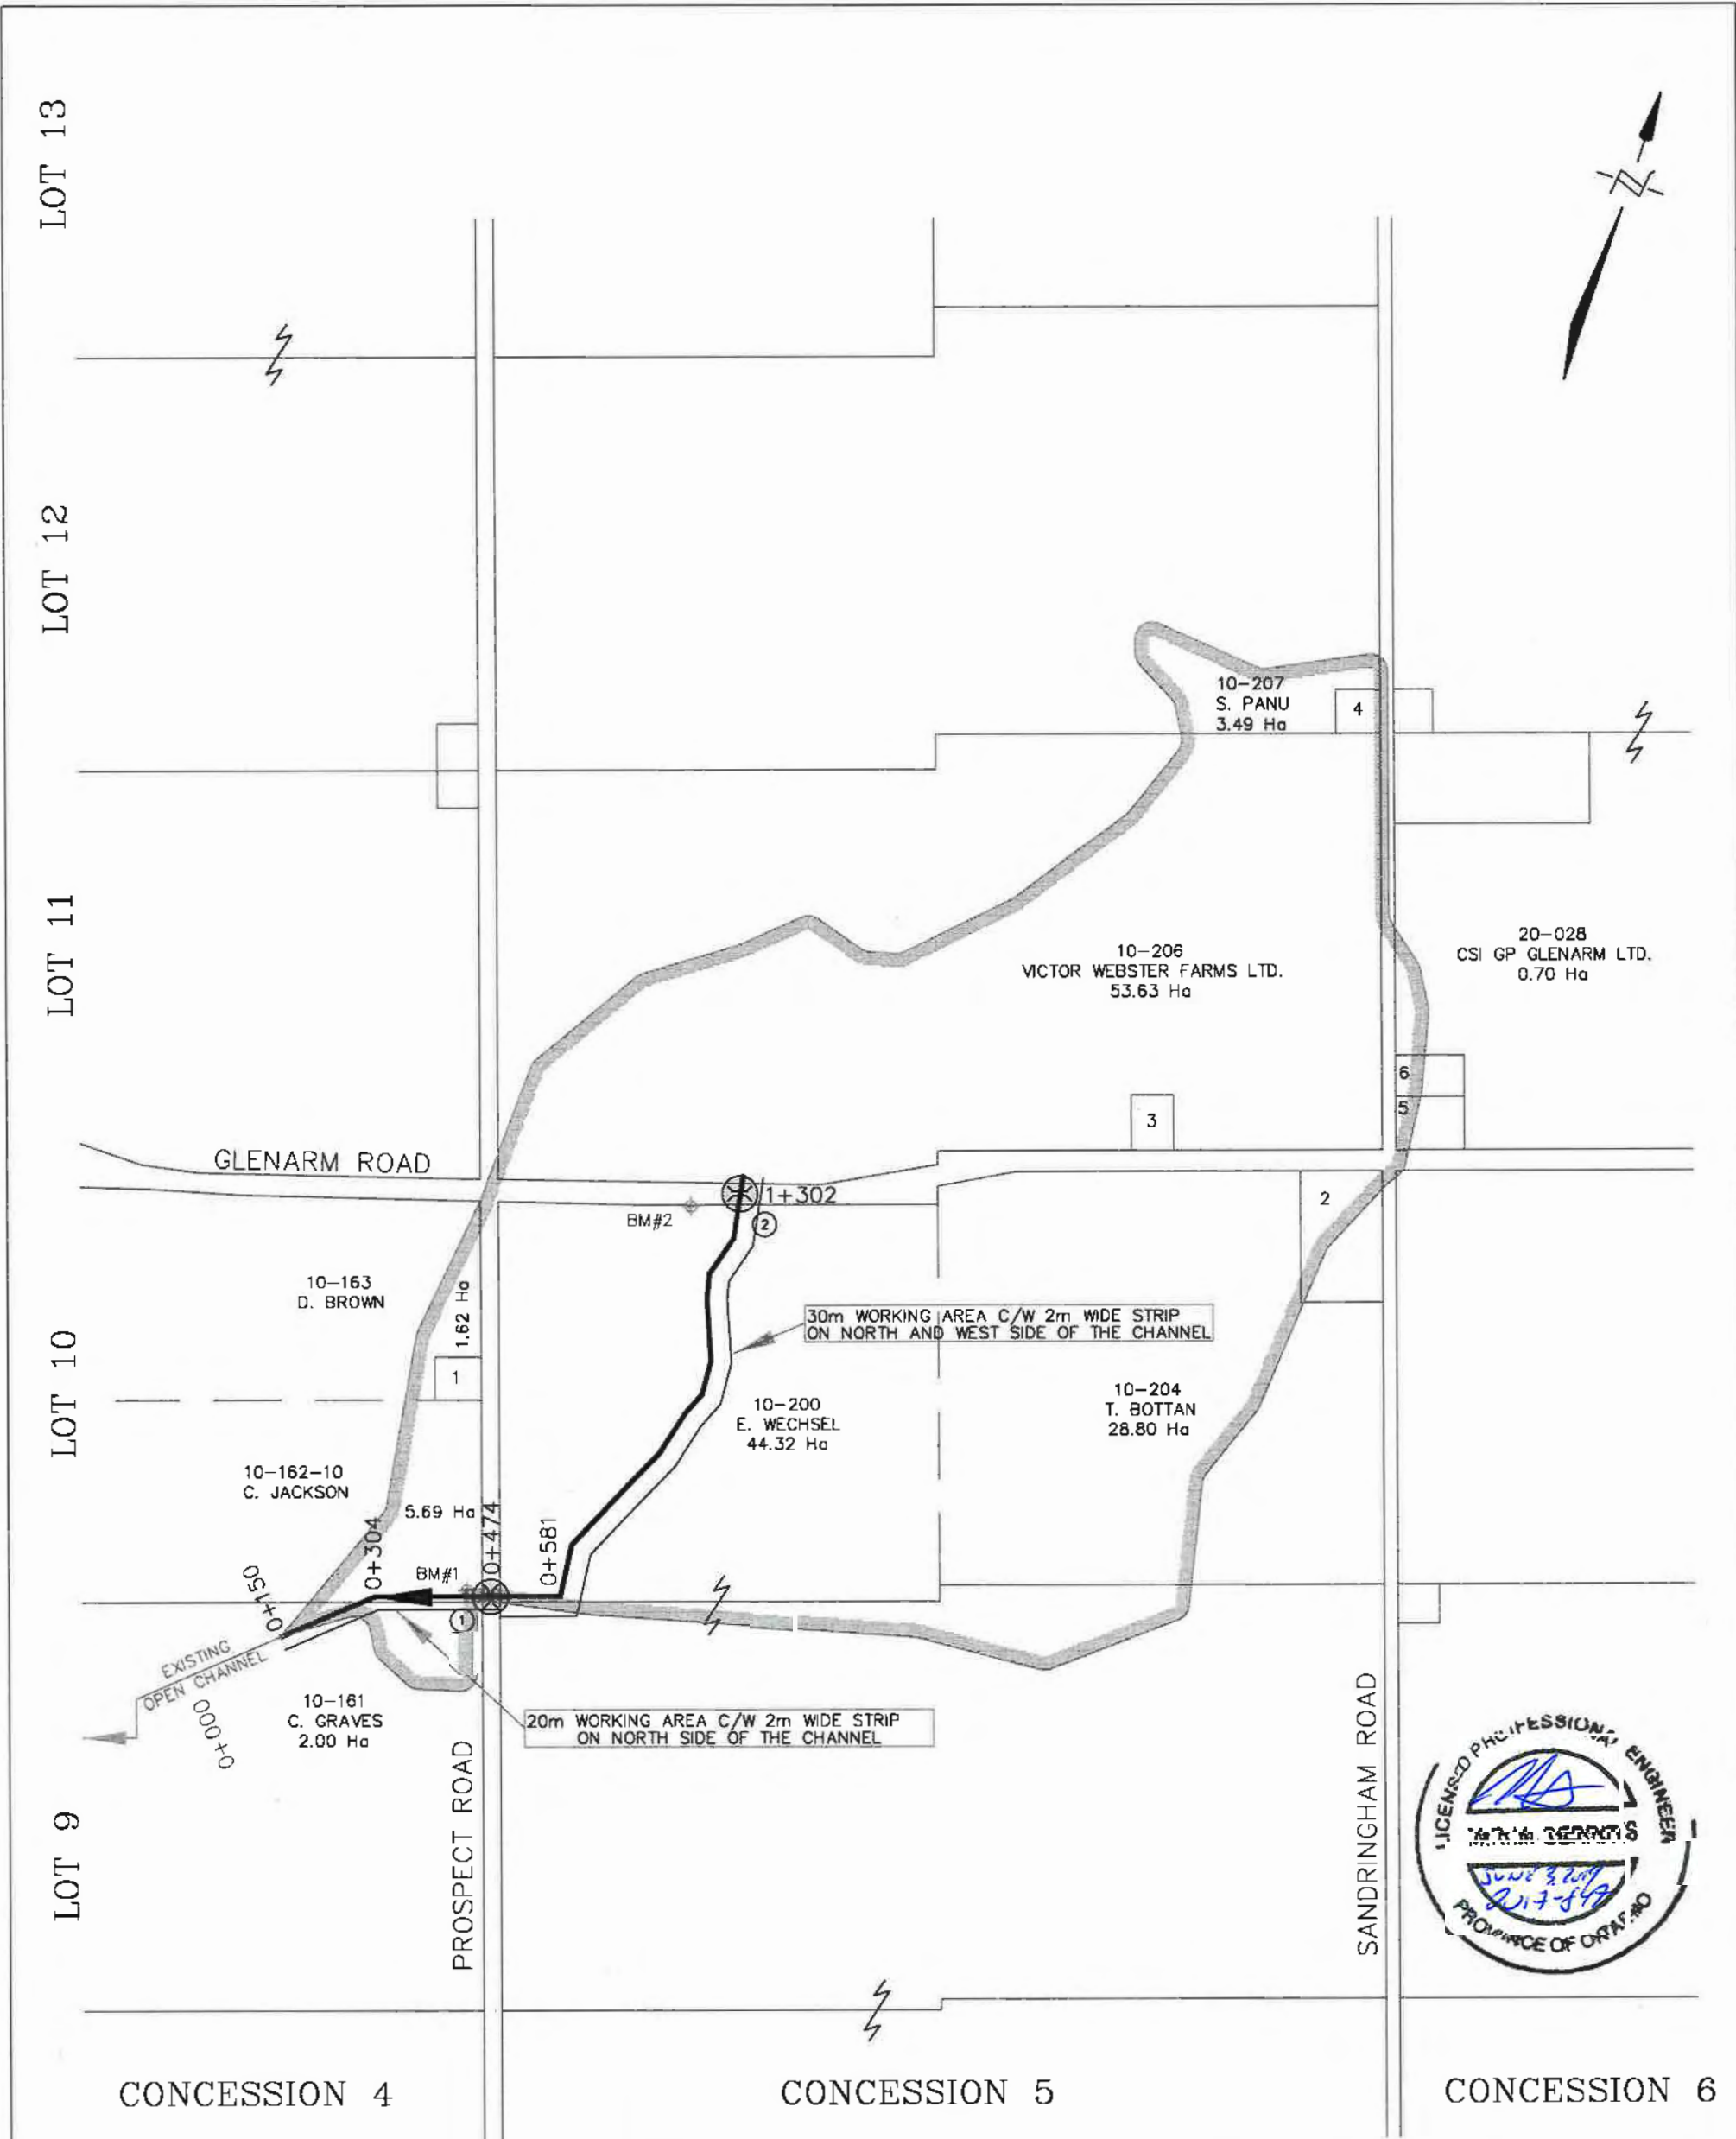 LOT 13
LOT 12
LOT 11
LOT 10
LOT 9
N
10-207
S. PANU
3.49 Ha
4
10-206
VICTOR WEBSTER FARMS LTD.
53.63 Ha
20-028
CSI GP GLENARM LTD.
0.70 Ha
6
5
3
GLENARM ROAD
2
1+302
BM#2
2
10-163
D. BROWN
1.62 Ha
1
30m WORKING AREA C/W 2m WIDE STRIP
ON NORTH AND WEST SIDE OF THE CHANNEL
10-200
E. WECHSEL
44.32 Ha
10-204
T. BOTTAN
28.80 Ha
10-162-10
C. JACKSON
5.69 Ha
0+150
0+304
BM#1
0+474
0+581
1
EXISTING
OPEN CHANNEL
0+000
10-161
C. GRAVES
2.00 Ha
20m WORKING AREA C/W 2m WIDE STRIP
ON NORTH SIDE OF THE CHANNEL
PROSPECT ROAD
SANDRINGHAM ROAD
LICENSED PROFESSIONAL ENGINEER
PROVINCE OF ONTARIO
CONCESSION 4
CONCESSION 5
CONCESSION 6